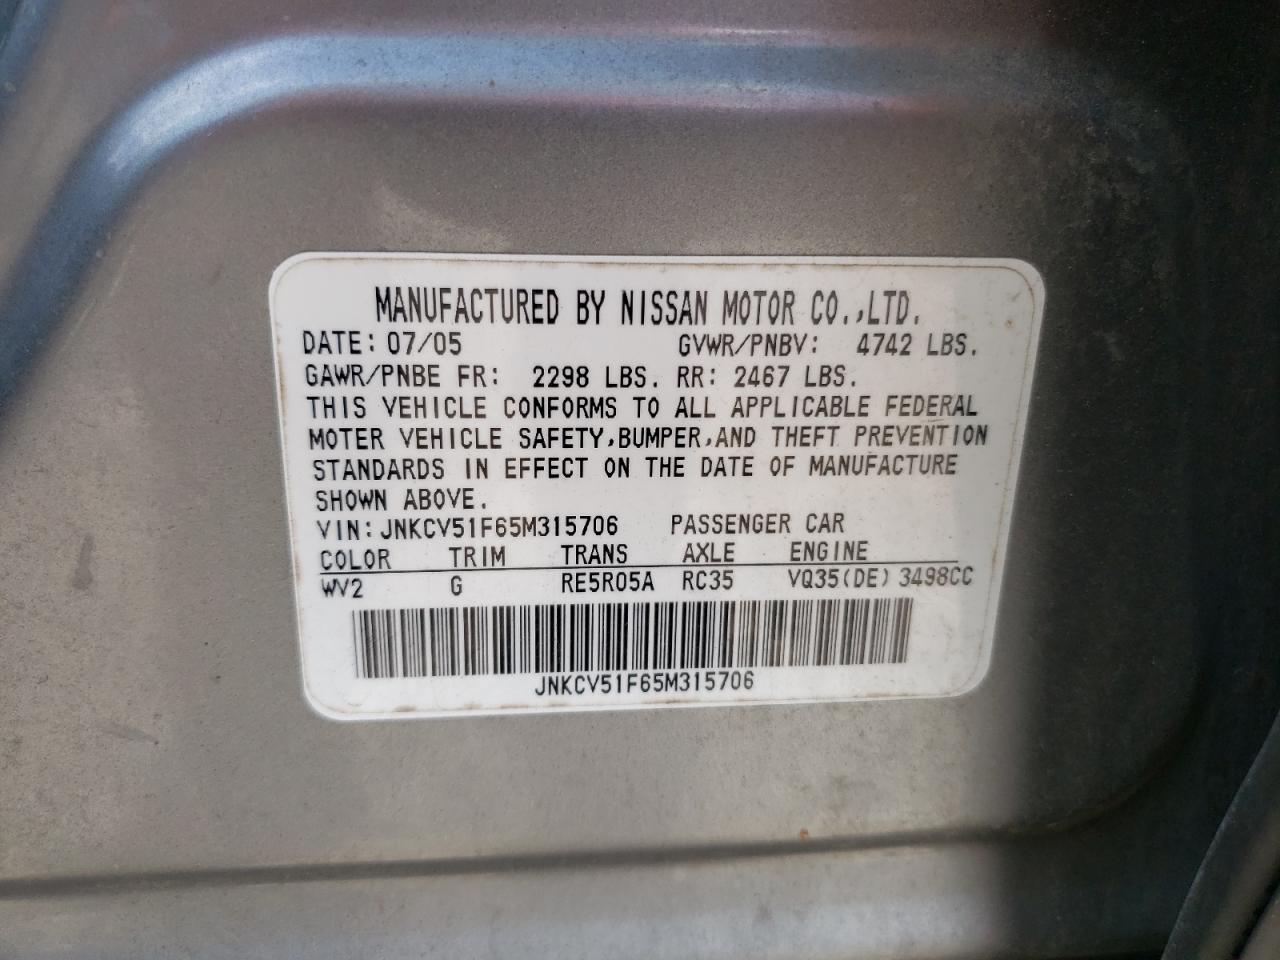 MANUFACTURED BY NISSAN MOTOR CO.,LTD.
DATE: 07/05 GVWR/PNBV: 4742 LBS.
GAWR/PNBE FR: 2298 LBS. RR: 2467 LBS.
THIS VEHICLE CONFORMS TO ALL APPLICABLE FEDERAL
MOTER VEHICLE SAFETY,BUMPER,AND THEFT PREVENTION
STANDARDS IN EFFECT ON THE DATE OF MANUFACTURE
SHOWN ABOVE.
VIN: JNKCV51F65M315706 PASSENGER CAR
COLOR TRIM TRANS AXLE ENGINE
WV2 G RE5R05A RC35 VQ35(DE) 3498CC
JNKCV51F65M315706